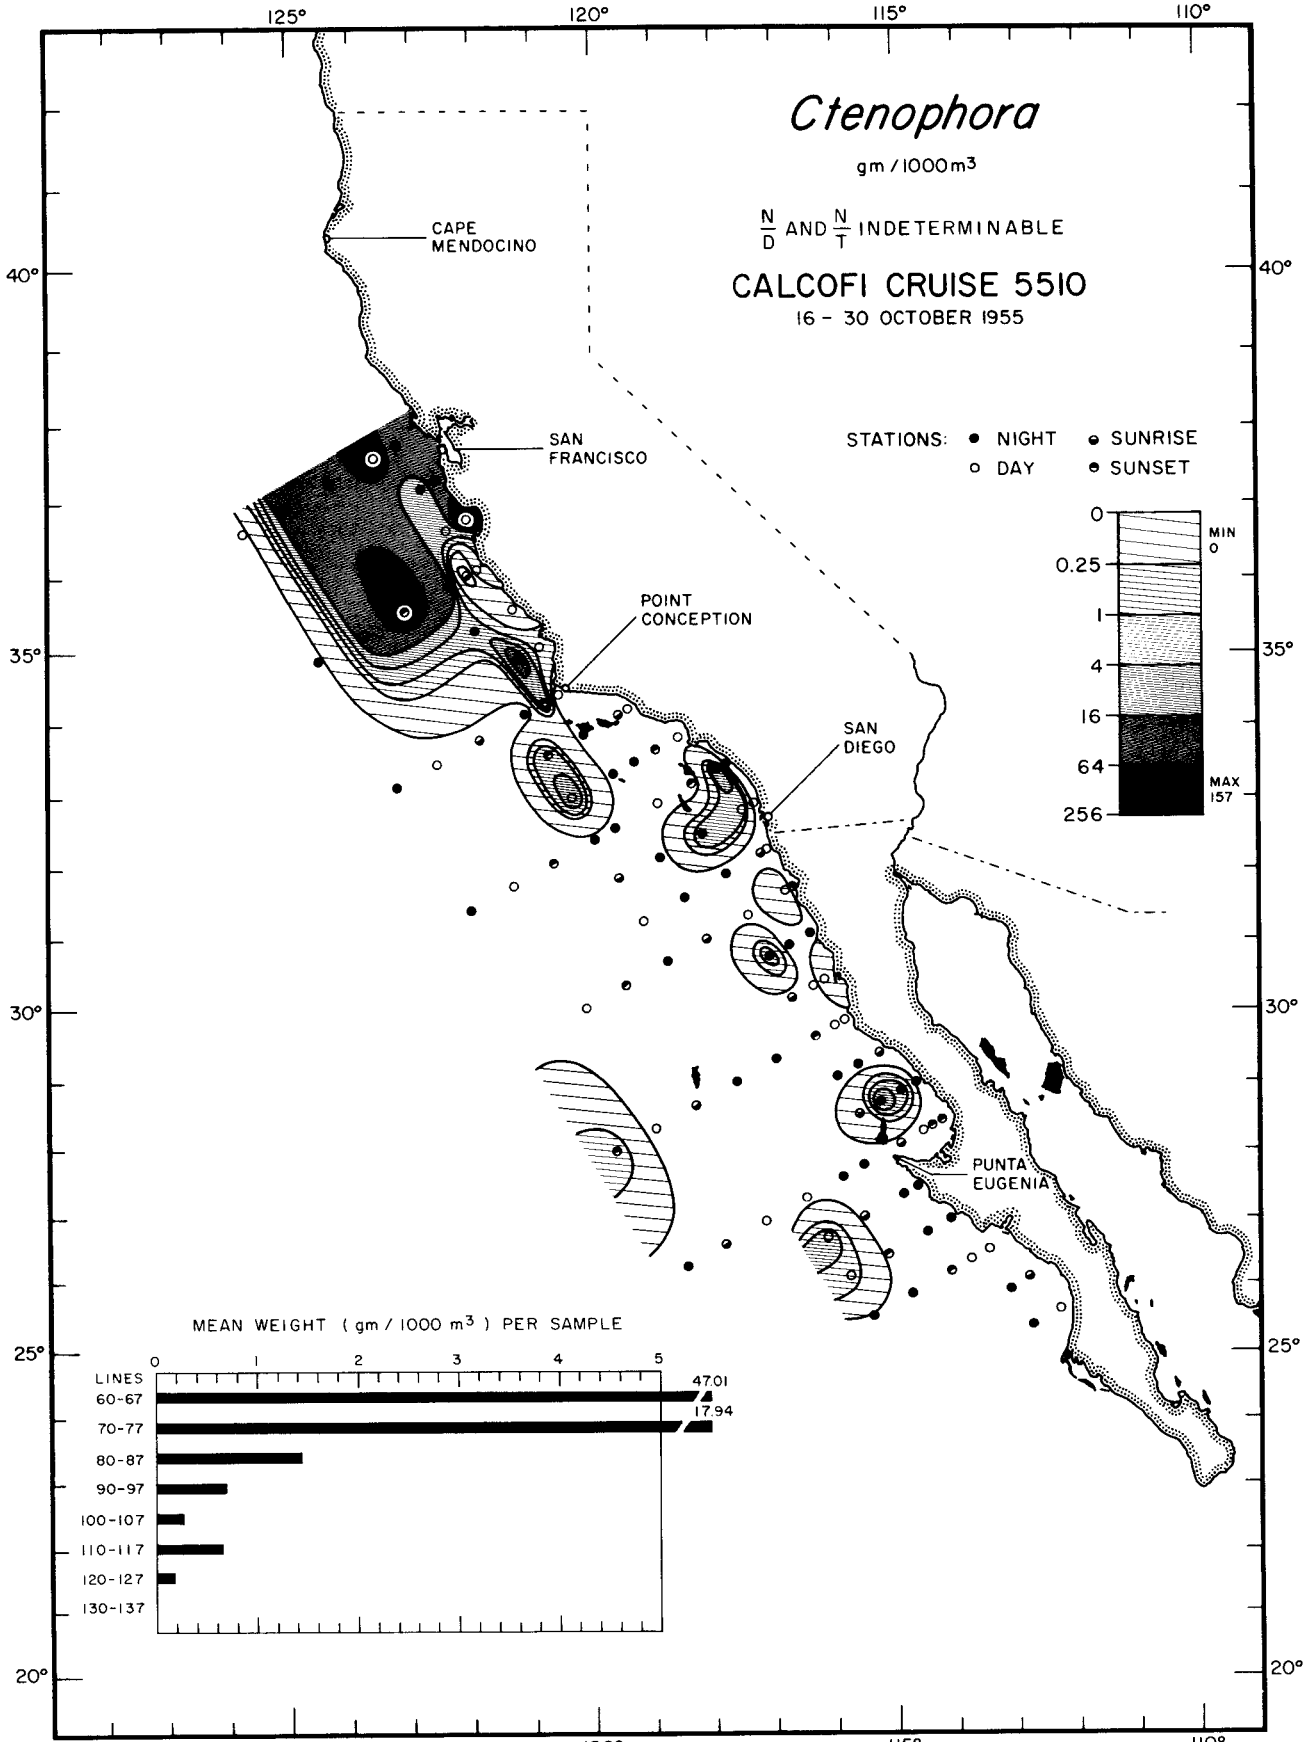 125° 120° 115° 110°
Ctenophora
gm/1000m³
N/D AND N/T INDETERMINABLE
CALCOFI CRUISE 5510
16 - 30 OCTOBER 1955
CAPE
MENDOCINO
40° 40°
STATIONS: NIGHT SUNRISE
DAY SUNSET
SAN
FRANCISCO
0
MIN
0
0.25
1
4
16
64
MAX
157
256
POINT
CONCEPTION
35° 35°
SAN
DIEGO
30° 30°
PUNTA
EUGENIA
MEAN WEIGHT (gm/1000 m³) PER SAMPLE
25° 25°
0 1 2 3 4 5
LINES
60-67 47.01
70-77 17.94
80-87
90-97
100-107
110-117
120-127
130-137
20° 20°